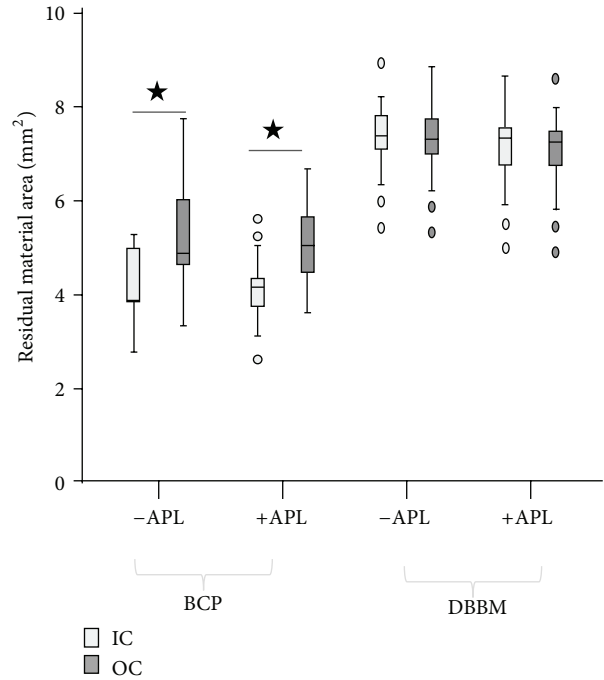 10
8
6
4
2
0
Residual material area (mm²)
−APL +APL −APL +APL
BCP DBBM
IC
OC